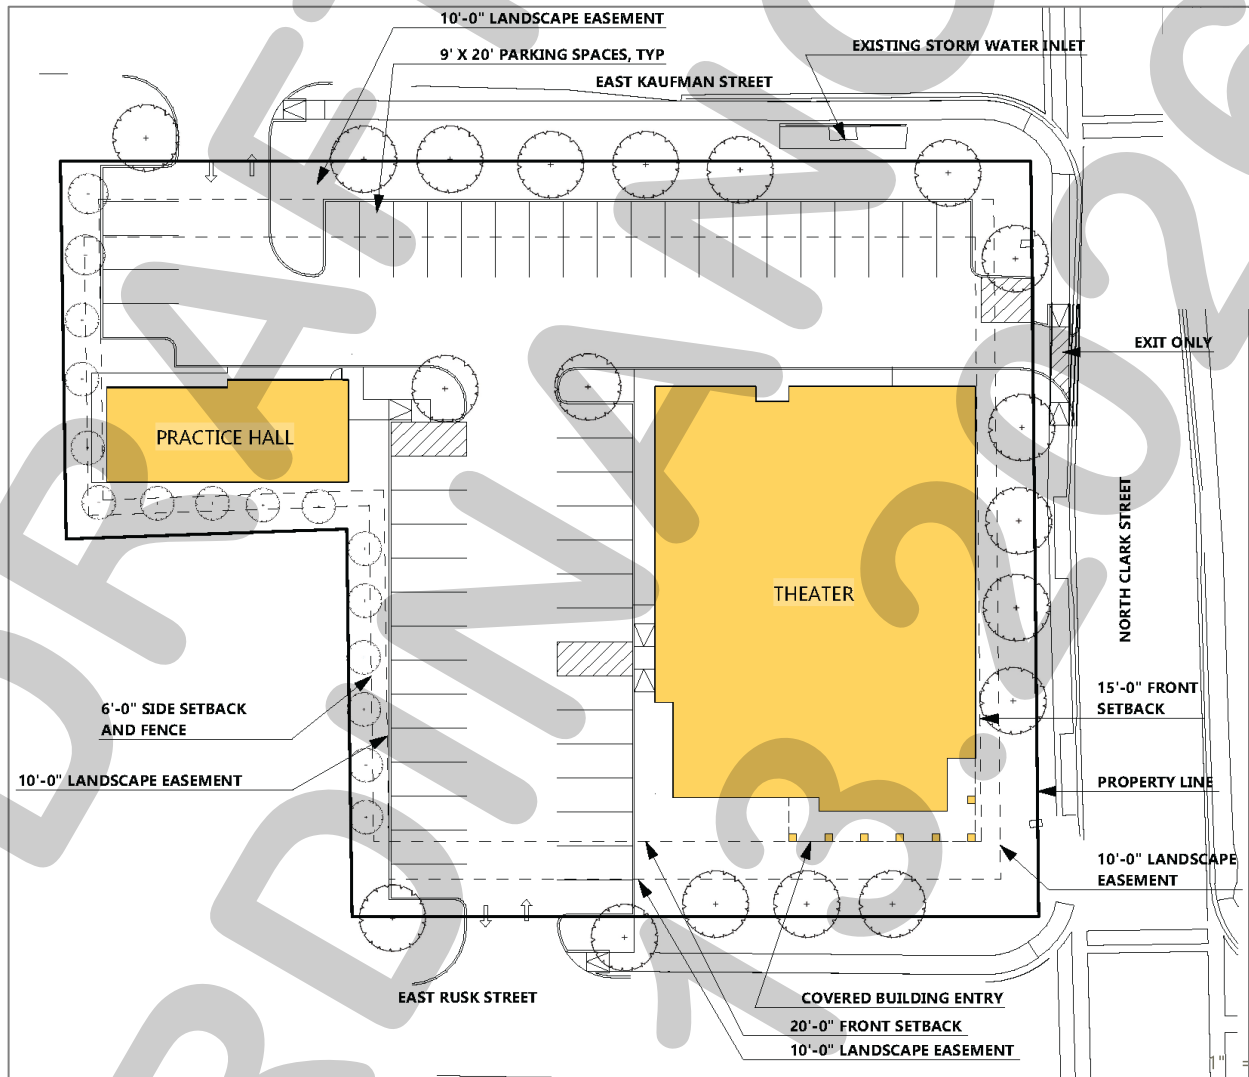 10'-0" LANDSCAPE EASEMENT
9' X 20' PARKING SPACES, TYP
EXISTING STORM WATER INLET
EAST KAUFMAN STREET
EXIT ONLY
PRACTICE HALL
THEATER
NORTH CLARK STREET
6'-0" SIDE SETBACK
AND FENCE
15'-0" FRONT
SETBACK
10'-0" LANDSCAPE EASEMENT
PROPERTY LINE
10'-0" LANDSCAPE
EASEMENT
EAST RUSK STREET
COVERED BUILDING ENTRY
20'-0" FRONT SETBACK
10'-0" LANDSCAPE EASEMENT
1"
DRAFT
ORDINANC